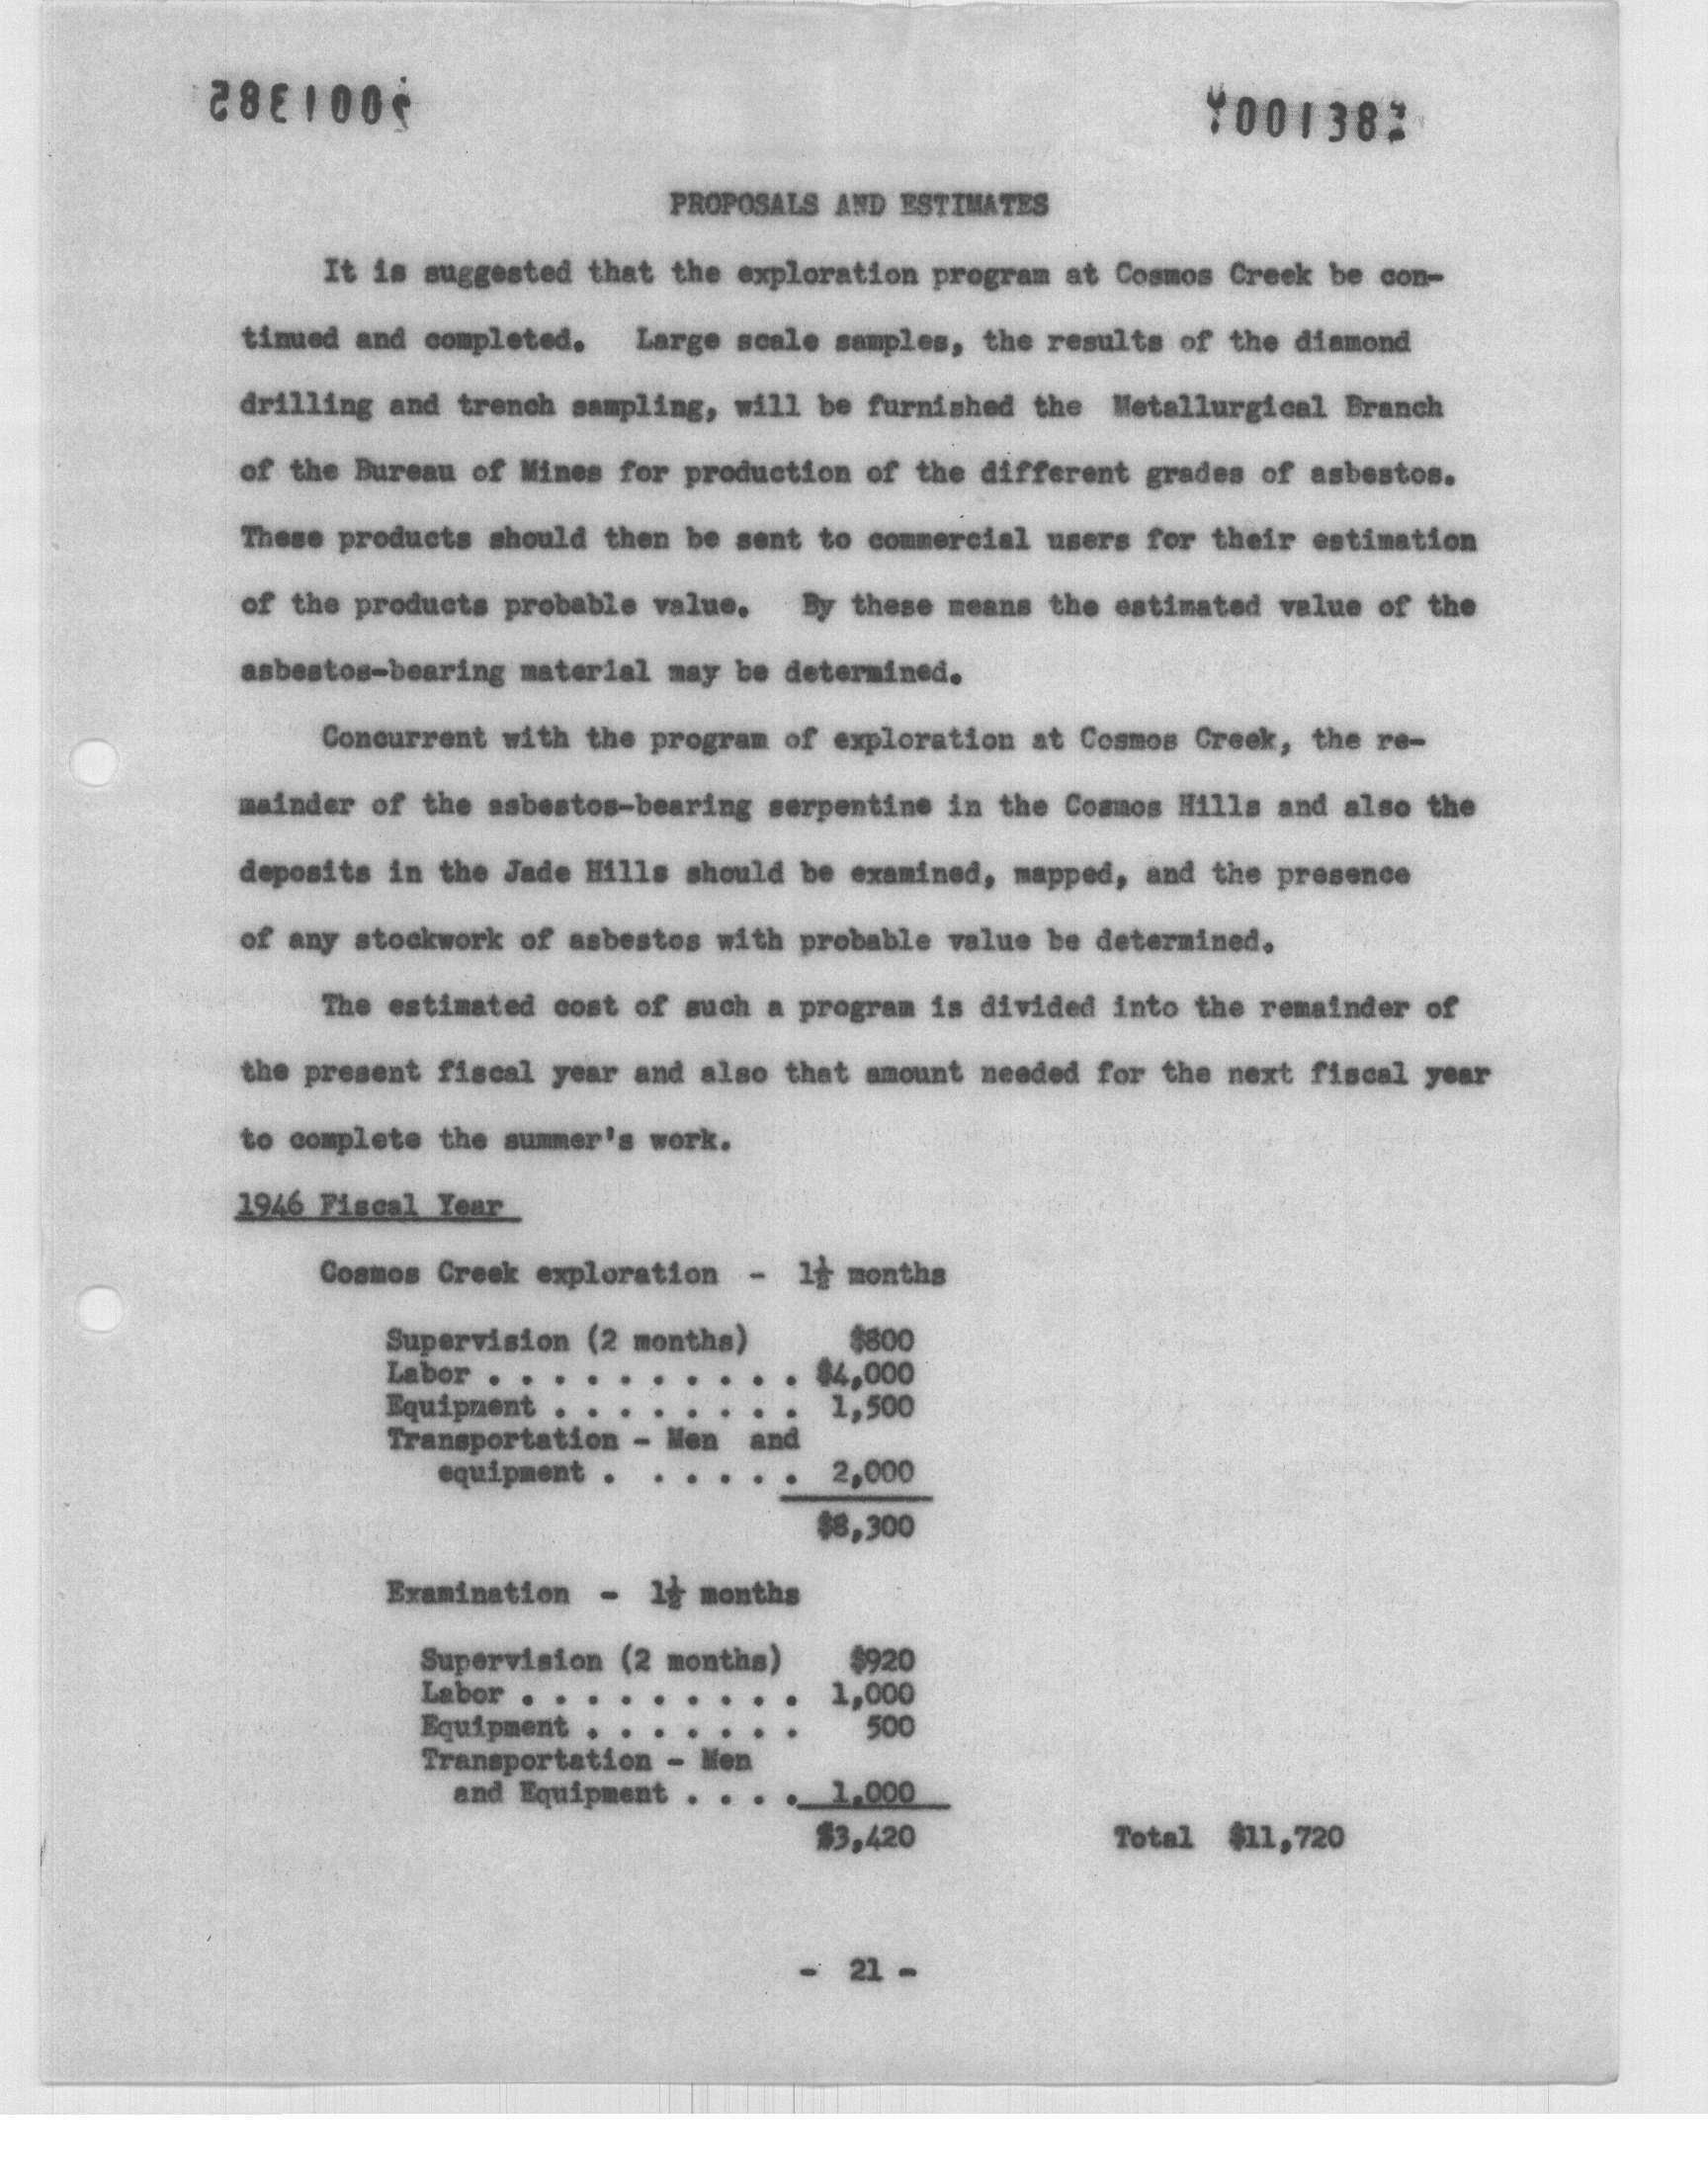 Y001382
PROPOSALS AND ESTIMATES
It is suggested that the exploration program at Cosmos Creek be con-
tinued and completed. Large scale samples, the results of the diamond
drilling and trench sampling, will be furnished the Metallurgical Branch
of the Bureau of Mines for production of the different grades of asbestos.
These products should then be sent to commercial users for their estimation
of the products probable value. By these means the estimated value of the
asbestos-bearing material may be determined.
Concurrent with the program of exploration at Cosmos Creek, the re-
mainder of the asbestos-bearing serpentine in the Cosmos Hills and also the
deposits in the Jade Hills should be examined, mapped, and the presence
of any stockwork of asbestos with probable value be determined.
The estimated cost of such a program is divided into the remainder of
the present fiscal year and also that amount needed for the next fiscal year
to complete the summer's work.
1946 Fiscal Year
Cosmos Creek exploration - 1½ months
Supervision (2 months) $800
Labor . . . . . . . . . . $4,000
Equipment . . . . . . . . 1,500
Transportation - Men and
equipment . . . . . . 2,000
$8,300
Examination - 1½ months
Supervision (2 months) $920
Labor . . . . . . . . . 1,000
Equipment . . . . . . . 500
Transportation - Men
and Equipment . . . . 1,000
$3,420 Total $11,720
- 21 -